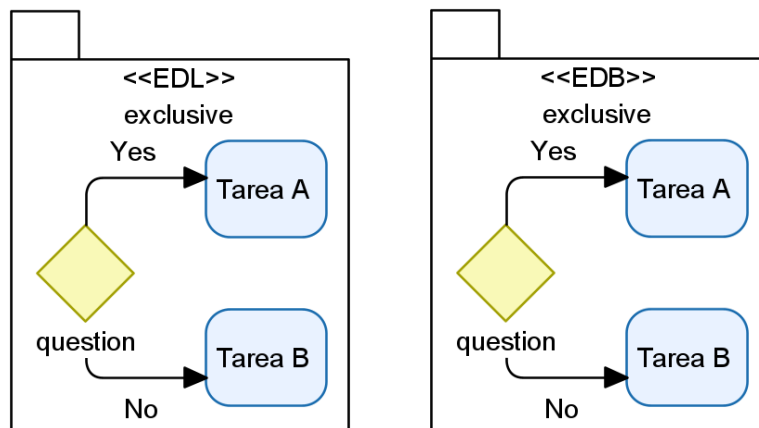 <<EDL>>
exclusive
Yes
Tarea A
question
Tarea B
No
<<EDB>>
exclusive
Yes
Tarea A
question
Tarea B
No